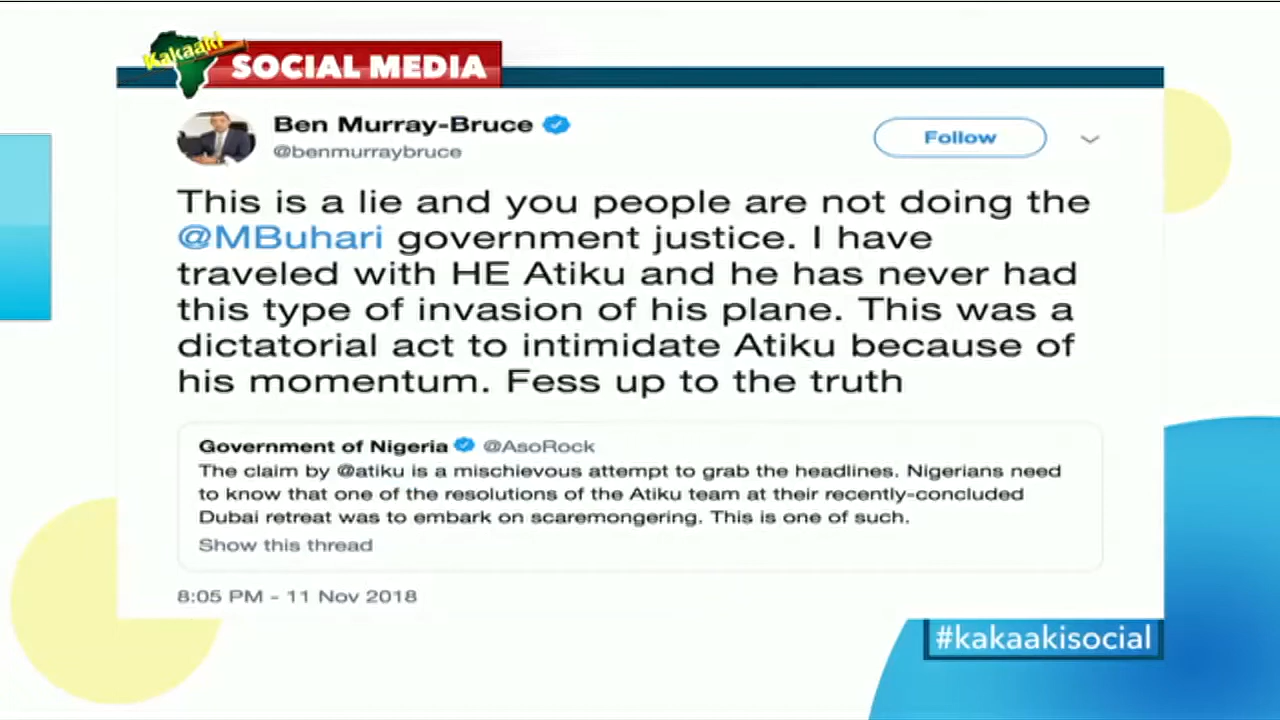 Kakaaki
SOCIAL MEDIA
Ben Murray-Bruce
@benmurraybruce
Follow
This is a lie and you people are not doing the
@MBuhari government justice. I have
traveled with HE Atiku and he has never had
this type of invasion of his plane. This was a
dictatorial act to intimidate Atiku because of
his momentum. Fess up to the truth
Government of Nigeria @AsoRock
The claim by @atiku is a mischievous attempt to grab the headlines. Nigerians need
to know that one of the resolutions of the Atiku team at their recently-concluded
Dubai retreat was to embark on scaremongering. This is one of such.
Show this thread
8:05 PM - 11 Nov 2018
#kakaakisocial